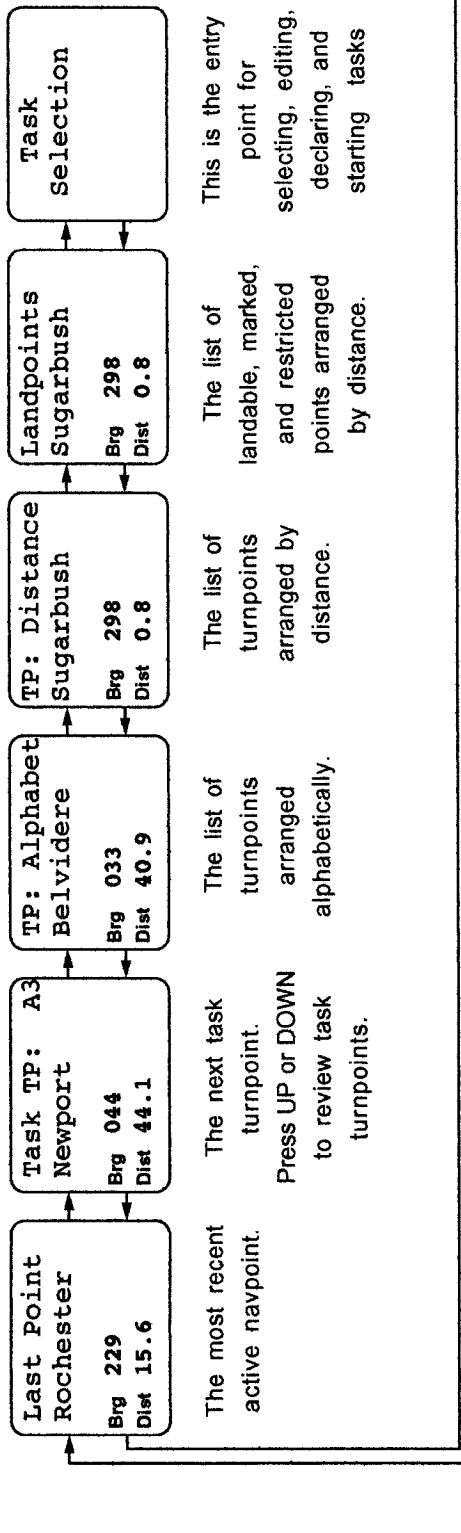 Last Point
Rochester
Brg 229
Dist 15.6
The most recent
active navpoint.
Task TP: A3
Newport
Brg 044
Dist 44.1
The next task
turnpoint.
Press UP or DOWN
to review task
turnpoints.
TP: Alphabet
Belvidere
Brg 033
Dist 40.9
The list of
turnpoints
arranged
alphabetically.
TP: Distance
Sugarbush
Brg 298
Dist 0.8
The list of
turnpoints
arranged by
distance.
Landpoints
Sugarbush
Brg 298
Dist 0.8
The list of
landable, marked,
and restricted
points arranged
by distance.
Task
Selection
This is the entry
point for
selecting, editing,
declaring, and
starting tasks